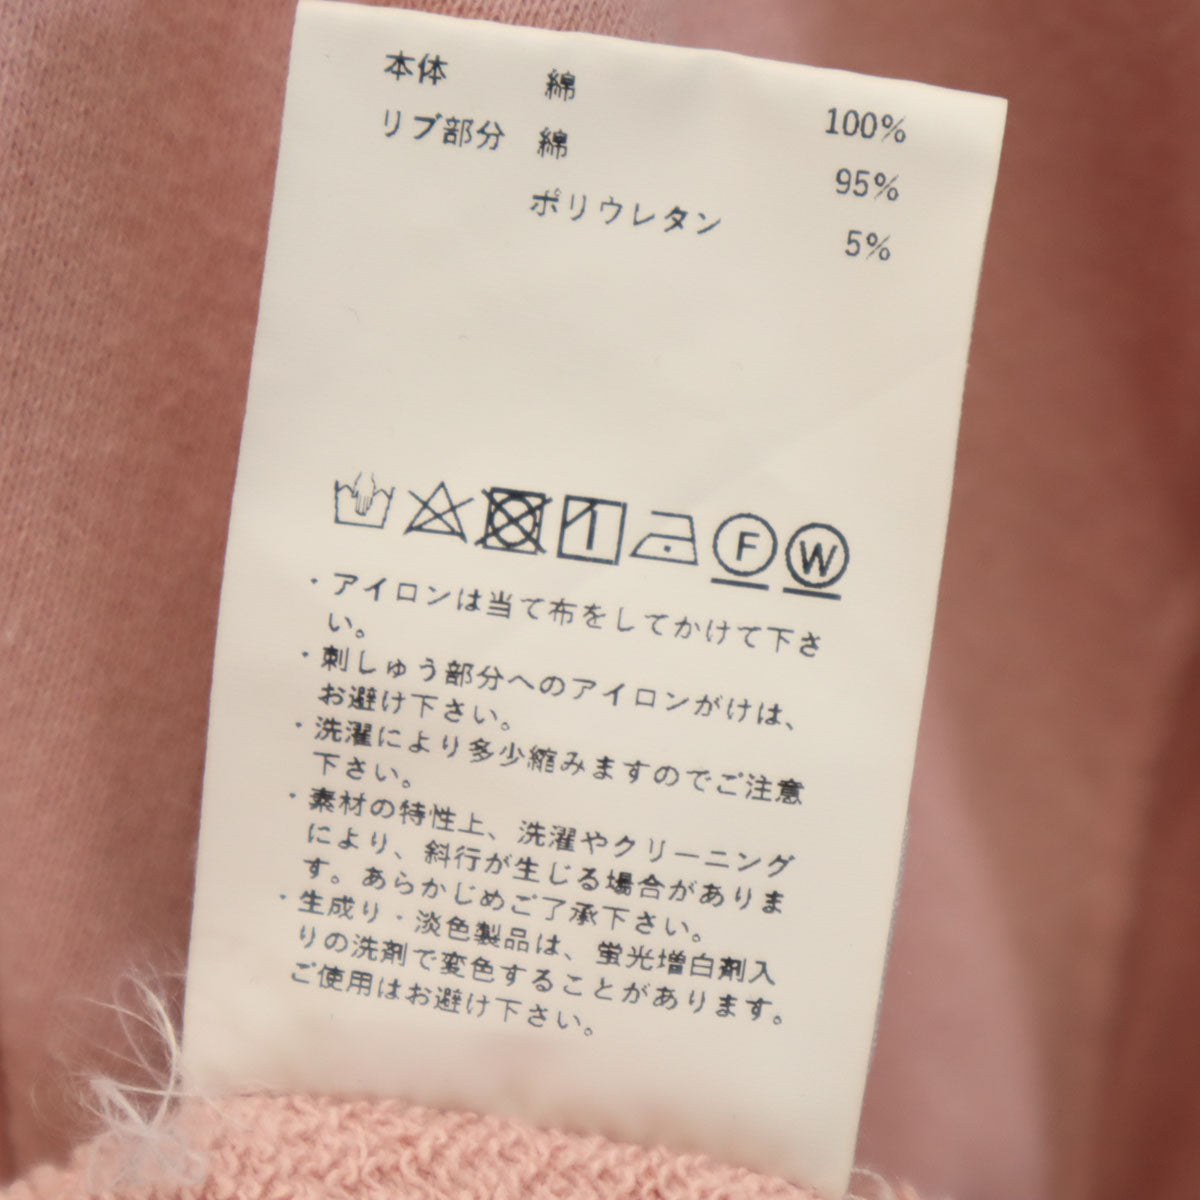 本体 綿 100%
リブ部分 綿 95%
ポリウレタン 5%
F W
・アイロンは当て布をしてかけて下さ
い。
・刺しゅう部分へのアイロンがけは、
お避け下さい。
・洗濯により多少縮みますのでご注意
下さい。
・素材の特性上、洗濯やクリーニング
により、斜行が生じる場合がありま
す。あらかじめご了承下さい。
・生成り・淡色製品は、蛍光増白剤入
りの洗剤で変色することがあります。
ご使用はお避け下さい。